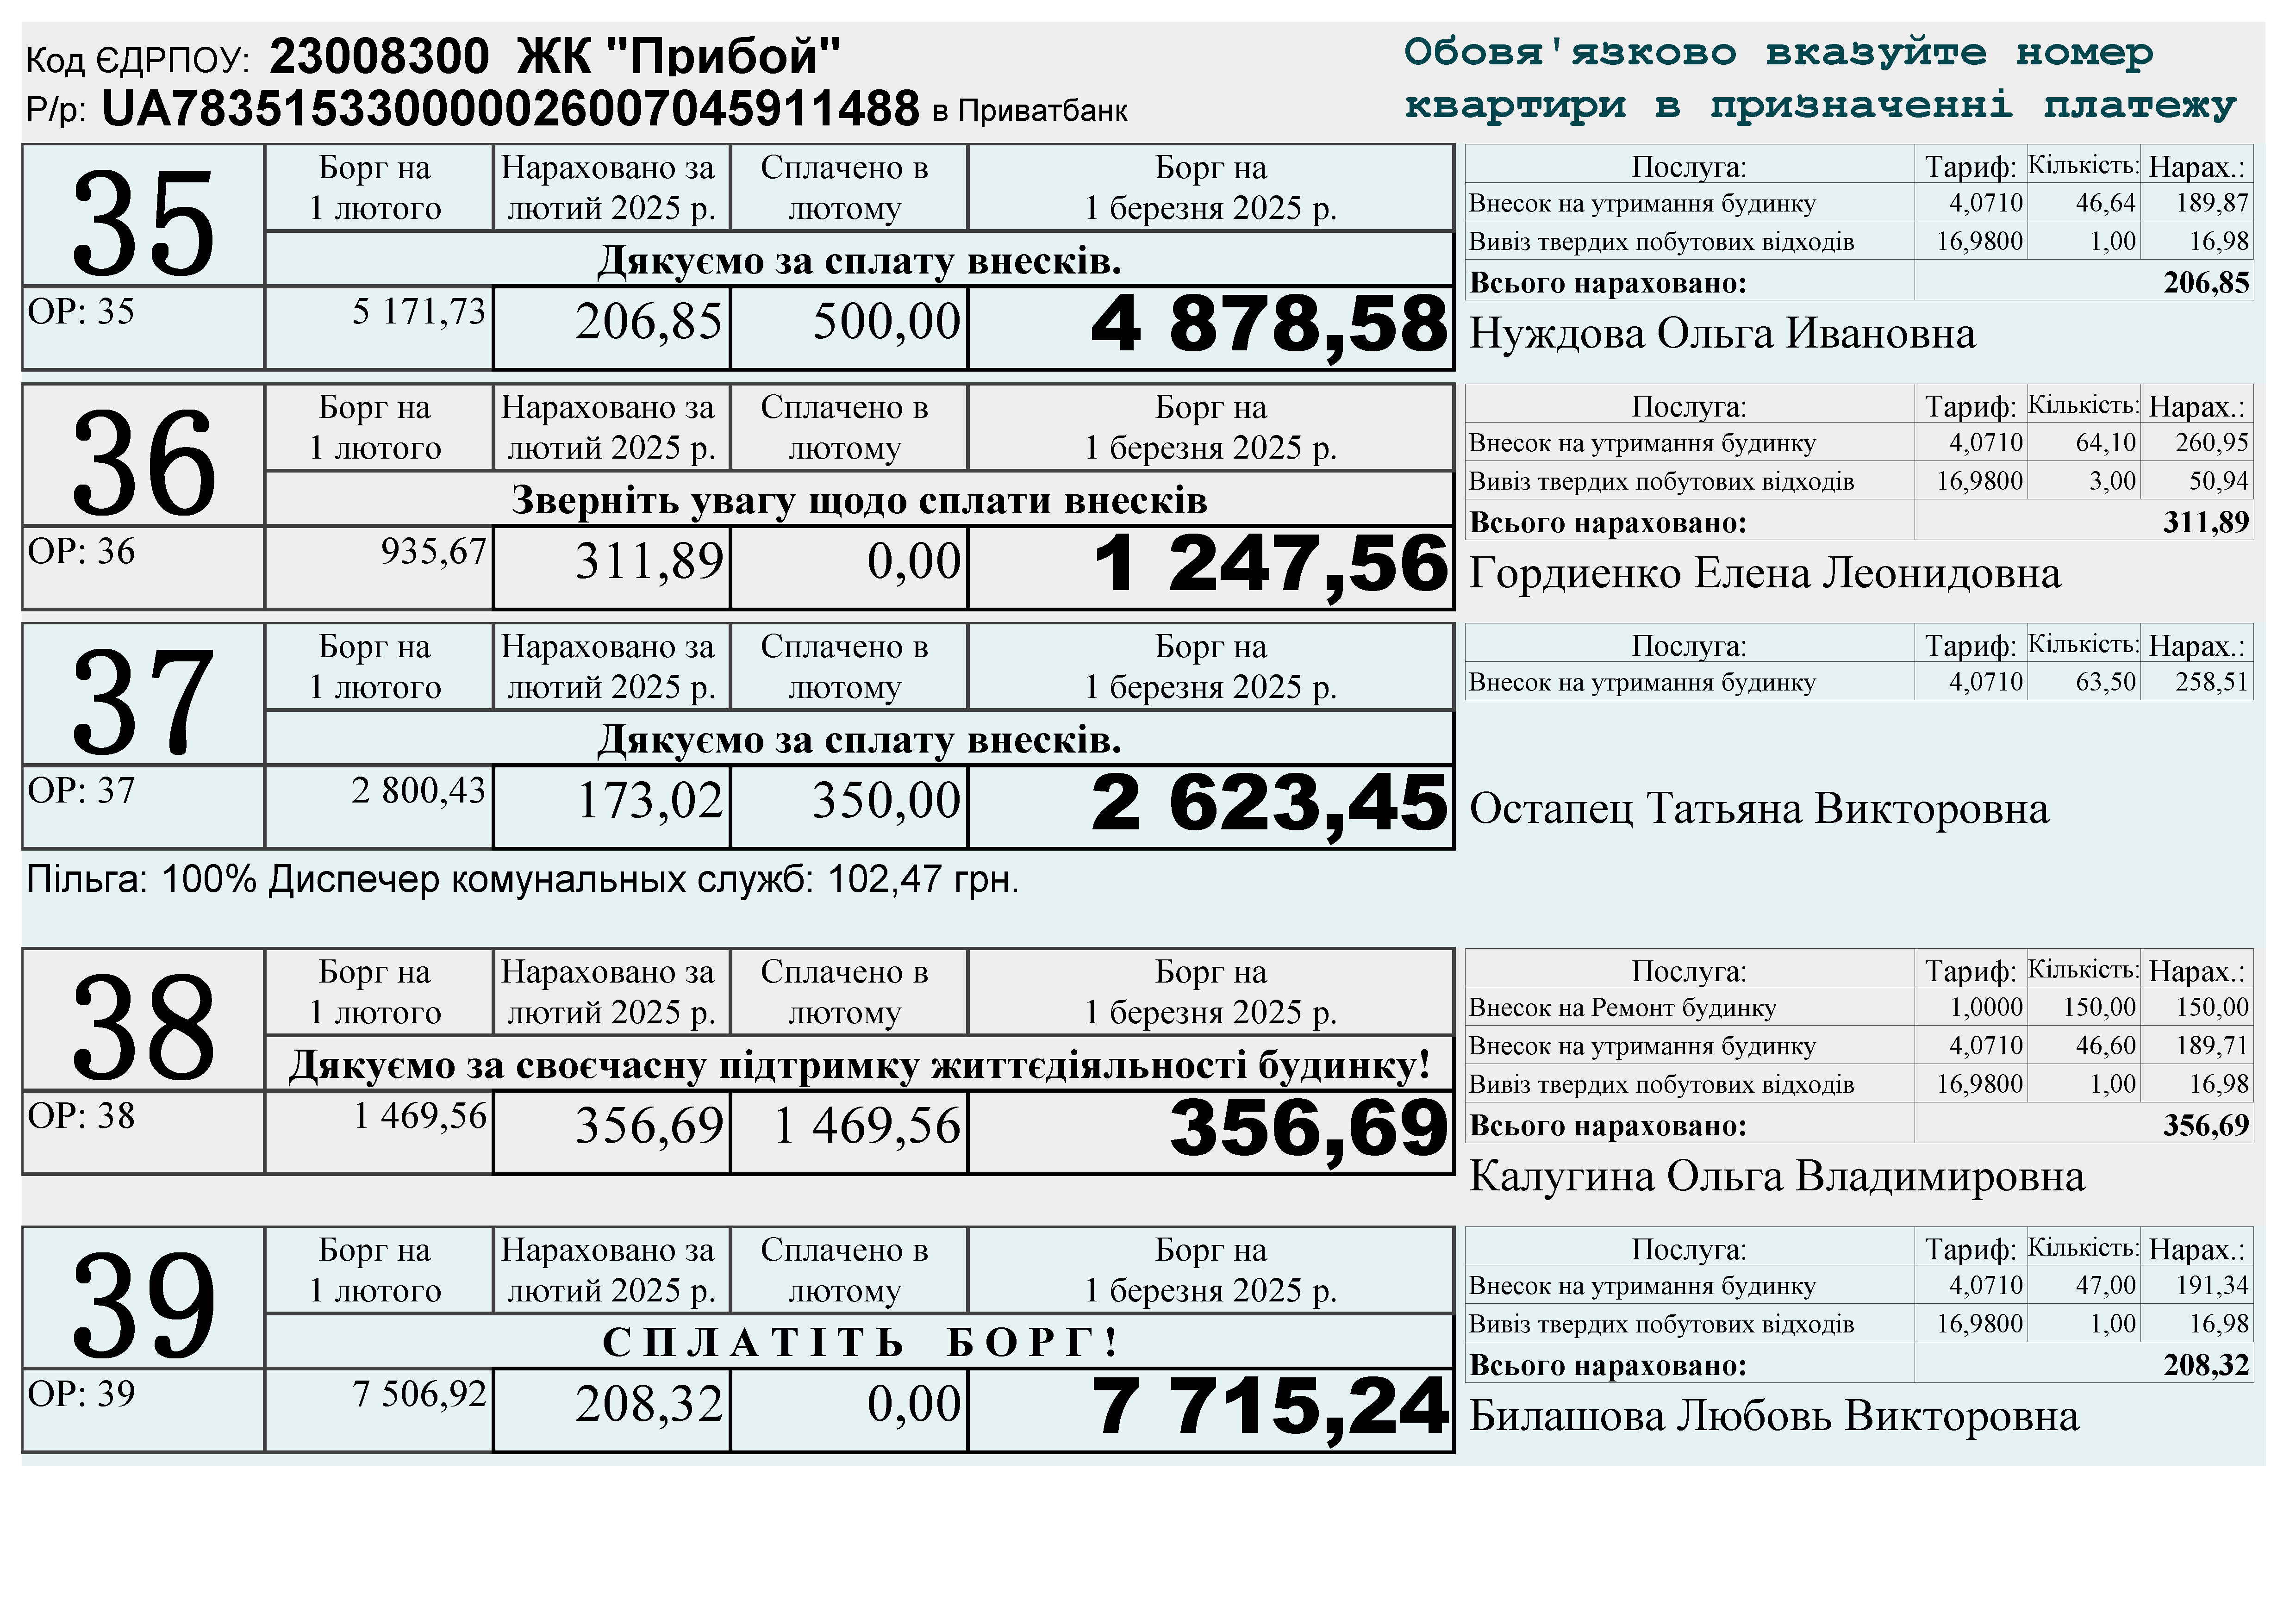 Код ЄДРПОУ: 23008300 ЖК "Прибой"
Р/р: UA783515330000026007045911488 в Приватбанк
Обовя'язково вказуйте номер
квартири в призначенні платежу
35
Борг на
1 лютого
Нараховано за
лютий 2025 р.
Сплачено в
лютому
Борг на
1 березня 2025 р.
Дякуємо за сплату внесків.
ОР: 35 5 171,73 206,85 500,00 4 878,58
Послуга: Тариф: Кількість: Нарах.:
Внесок на утримання будинку 4,0710 46,64 189,87
Вивіз твердих побутових відходів 16,9800 1,00 16,98
Всього нараховано: 206,85
Нуждова Ольга Ивановна
36
Борг на
1 лютого
Нараховано за
лютий 2025 р.
Сплачено в
лютому
Борг на
1 березня 2025 р.
Зверніть увагу щодо сплати внесків
ОР: 36 935,67 311,89 0,00 1 247,56
Послуга: Тариф: Кількість: Нарах.:
Внесок на утримання будинку 4,0710 64,10 260,95
Вивіз твердих побутових відходів 16,9800 3,00 50,94
Всього нараховано: 311,89
Гордиенко Елена Леонидовна
37
Борг на
1 лютого
Нараховано за
лютий 2025 р.
Сплачено в
лютому
Борг на
1 березня 2025 р.
Дякуємо за сплату внесків.
ОР: 37 2 800,43 173,02 350,00 2 623,45
Послуга: Тариф: Кількість: Нарах.:
Внесок на утримання будинку 4,0710 63,50 258,51
Остапец Татьяна Викторовна
Пільга: 100% Диспечер комунальных служб: 102,47 грн.
38
Борг на
1 лютого
Нараховано за
лютий 2025 р.
Сплачено в
лютому
Борг на
1 березня 2025 р.
Дякуємо за своєчасну підтримку життєдіяльності будинку!
ОР: 38 1 469,56 356,69 1 469,56 356,69
Послуга: Тариф: Кількість: Нарах.:
Внесок на Ремонт будинку 1,0000 150,00 150,00
Внесок на утримання будинку 4,0710 46,60 189,71
Вивіз твердих побутових відходів 16,9800 1,00 16,98
Всього нараховано: 356,69
Калугина Ольга Владимировна
39
Борг на
1 лютого
Нараховано за
лютий 2025 р.
Сплачено в
лютому
Борг на
1 березня 2025 р.
С П Л А Т І Т Ь Б О Р Г !
ОР: 39 7 506,92 208,32 0,00 7 715,24
Послуга: Тариф: Кількість: Нарах.:
Внесок на утримання будинку 4,0710 47,00 191,34
Вивіз твердих побутових відходів 16,9800 1,00 16,98
Всього нараховано: 208,32
Билашова Любовь Викторовна